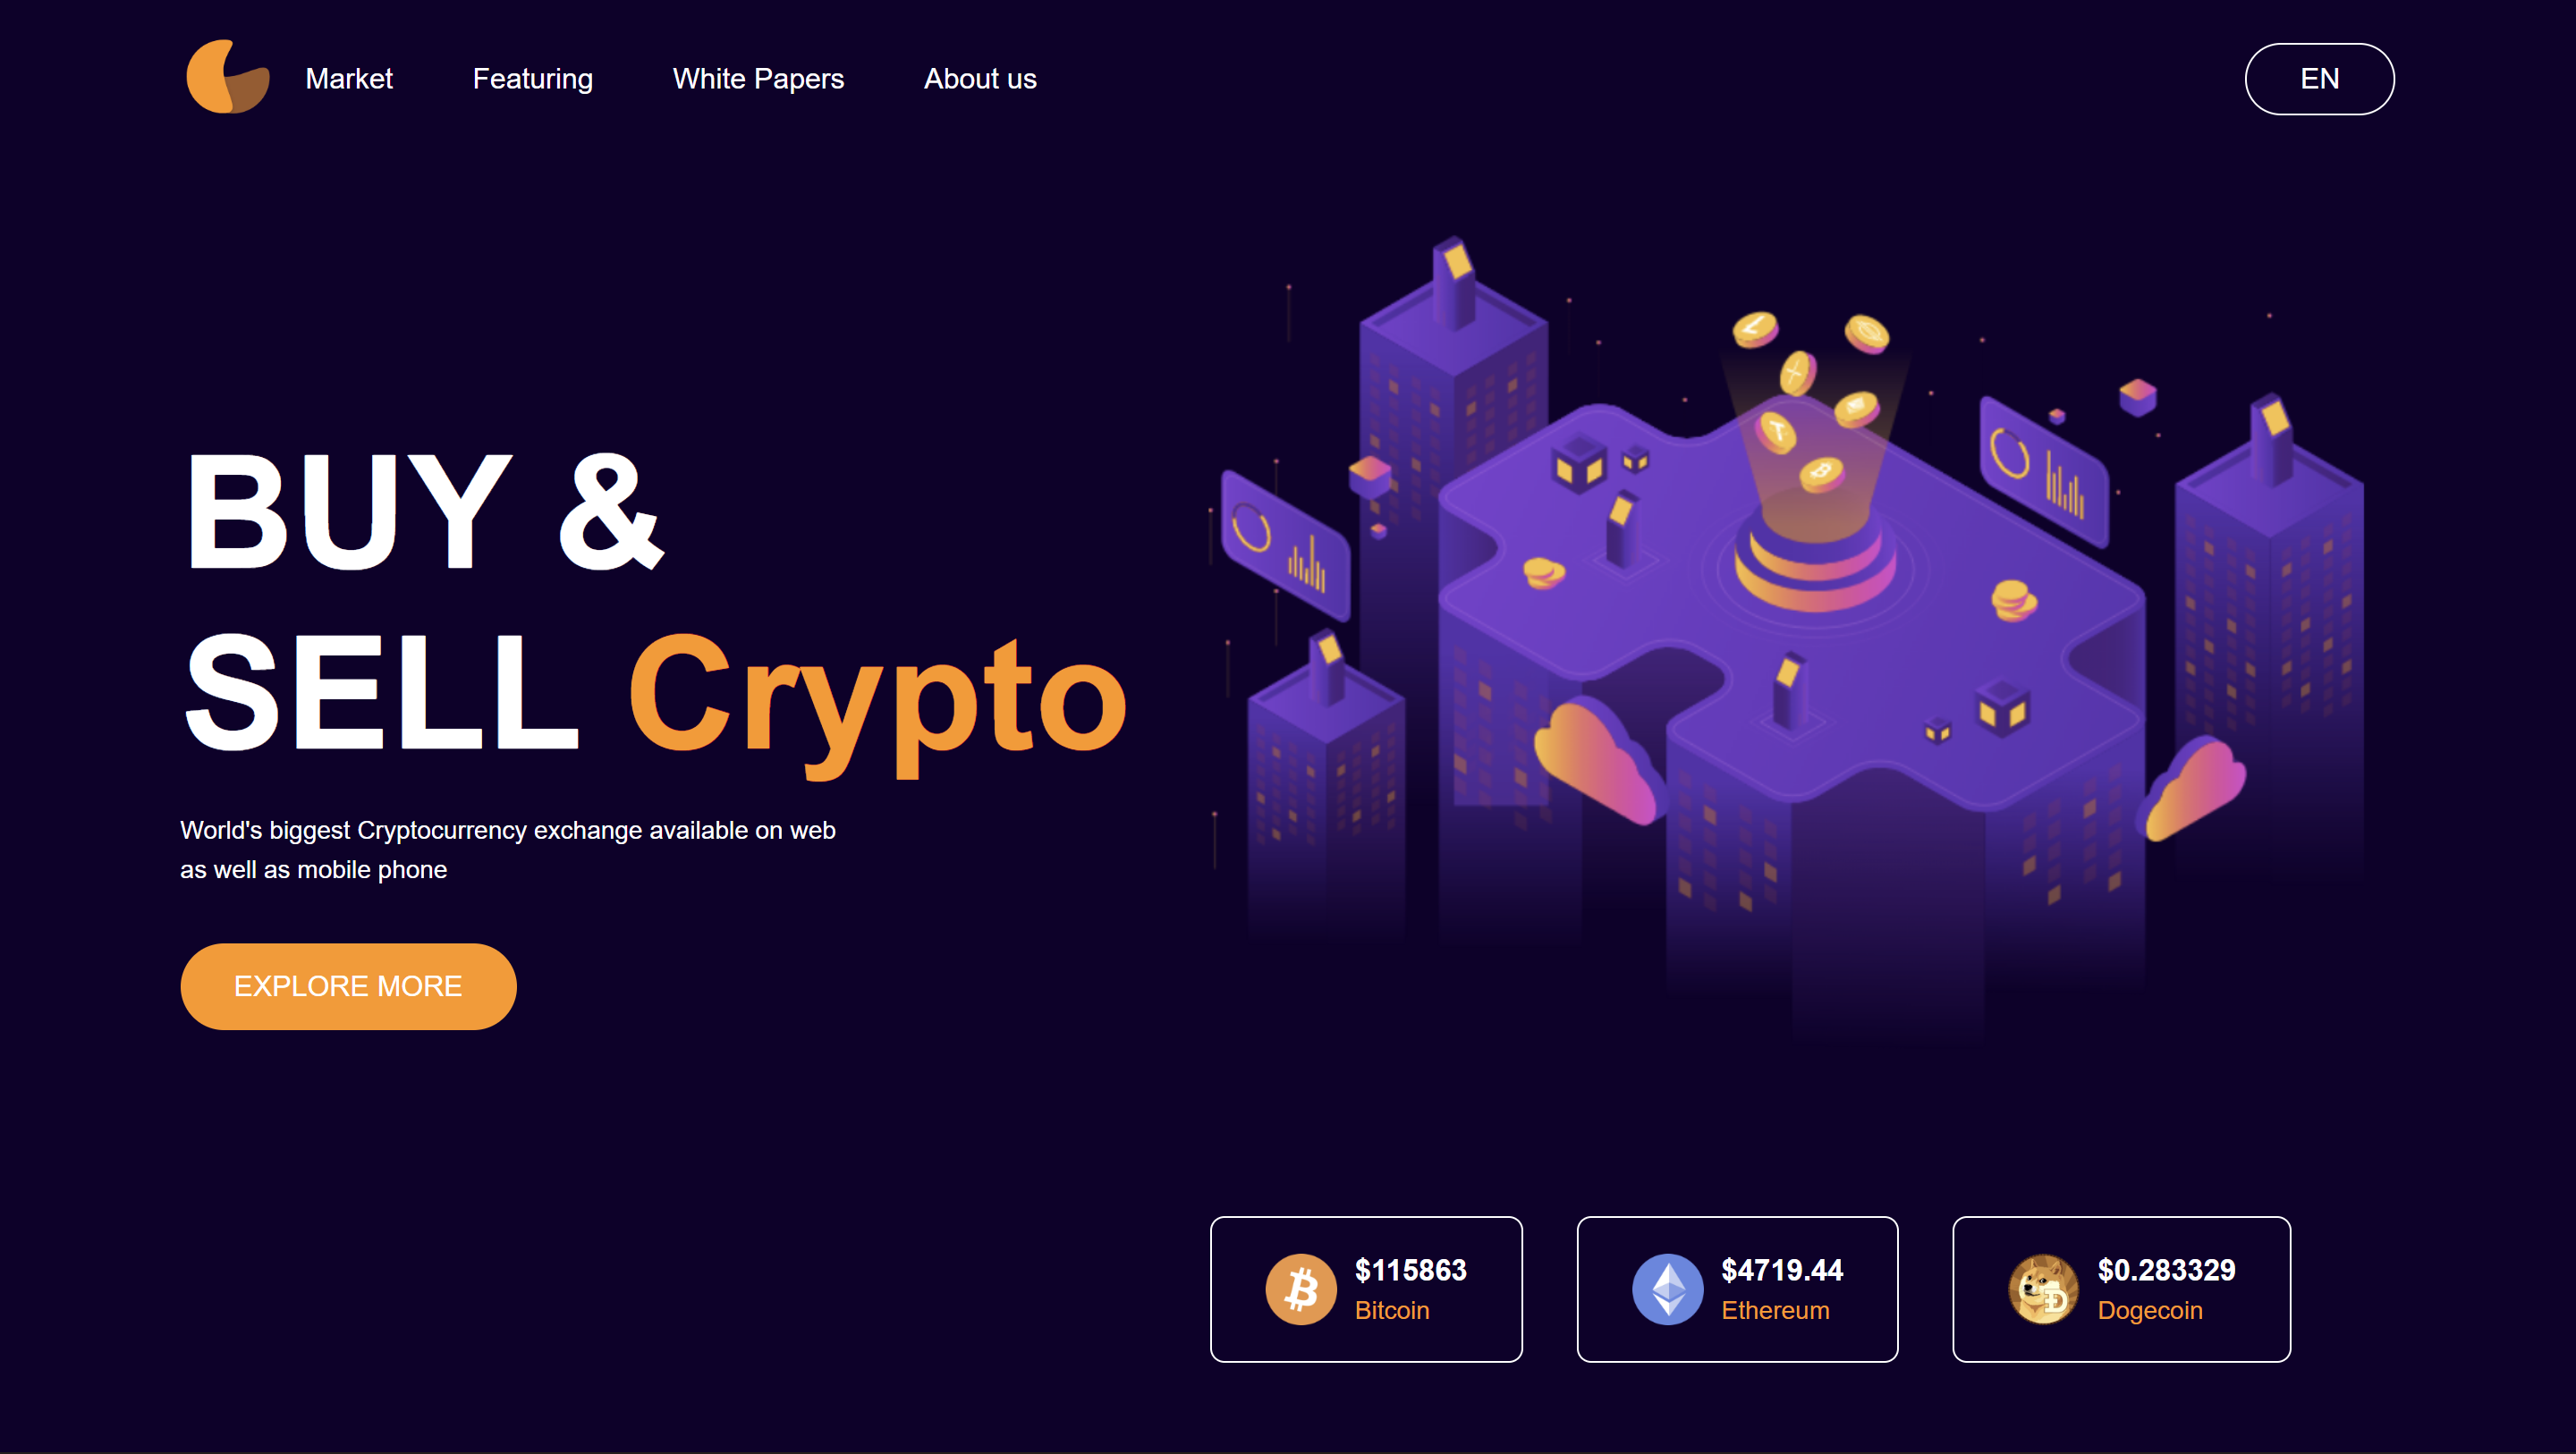 Market Featuring White Papers About us EN
BUY &
SELL Crypto
World's biggest Cryptocurrency exchange available on web
as well as mobile phone
EXPLORE MORE
$115863 $4719.44 $0.283329
Bitcoin Ethereum Dogecoin